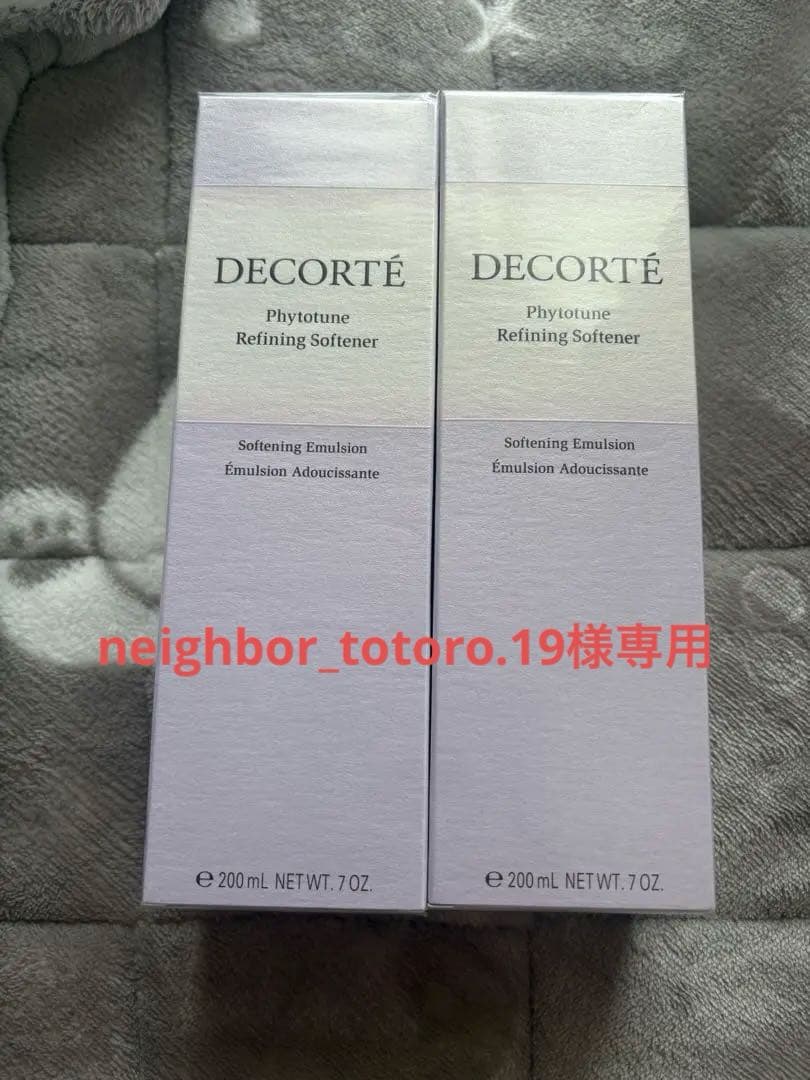 DECORTÉ
Phytotune
Refining Softener
Softening Emulsion
Émulsion Adoucissante
℮ 200 mL NET WT. 7 OZ.
DECORTÉ
Phytotune
Refining Softener
Softening Emulsion
Émulsion Adoucissante
℮ 200 mL NET WT. 7 OZ.
neighbor_totoro.19様専用